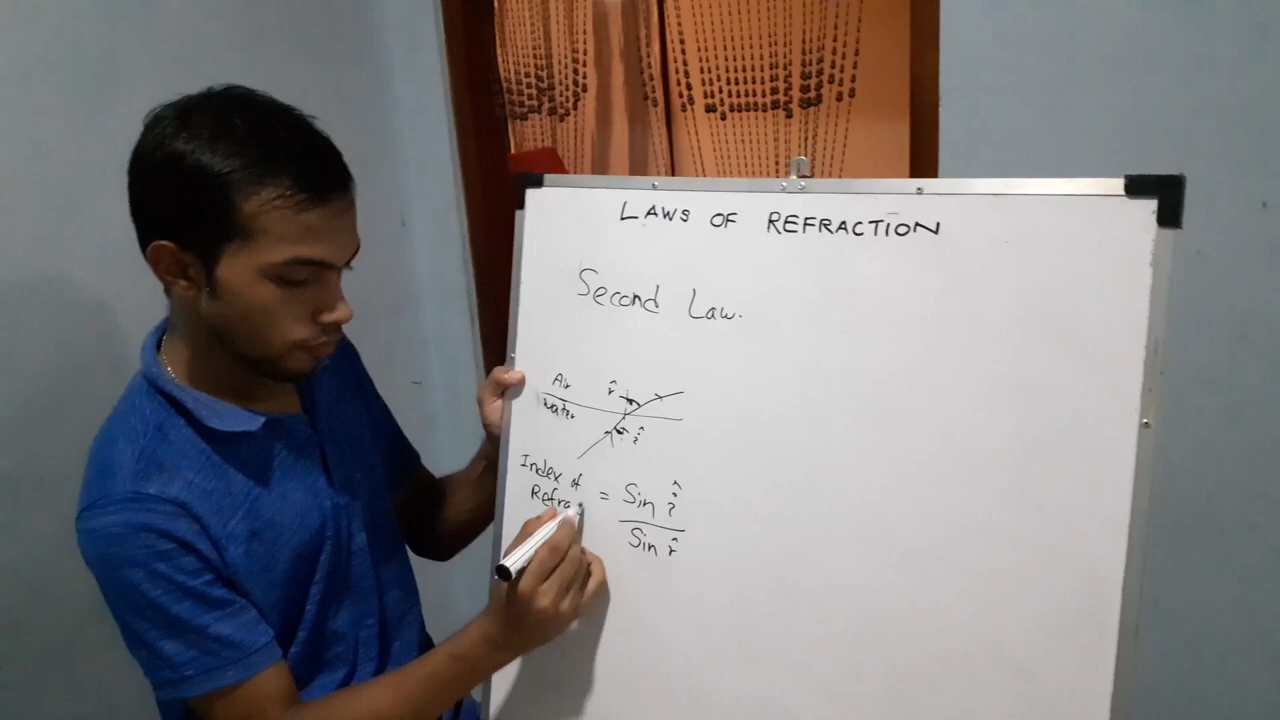 LAWS OF REFRACTION
Second Law.
Air
r̂
water
î
Index of
Refra
= Sin î
Sin r̂